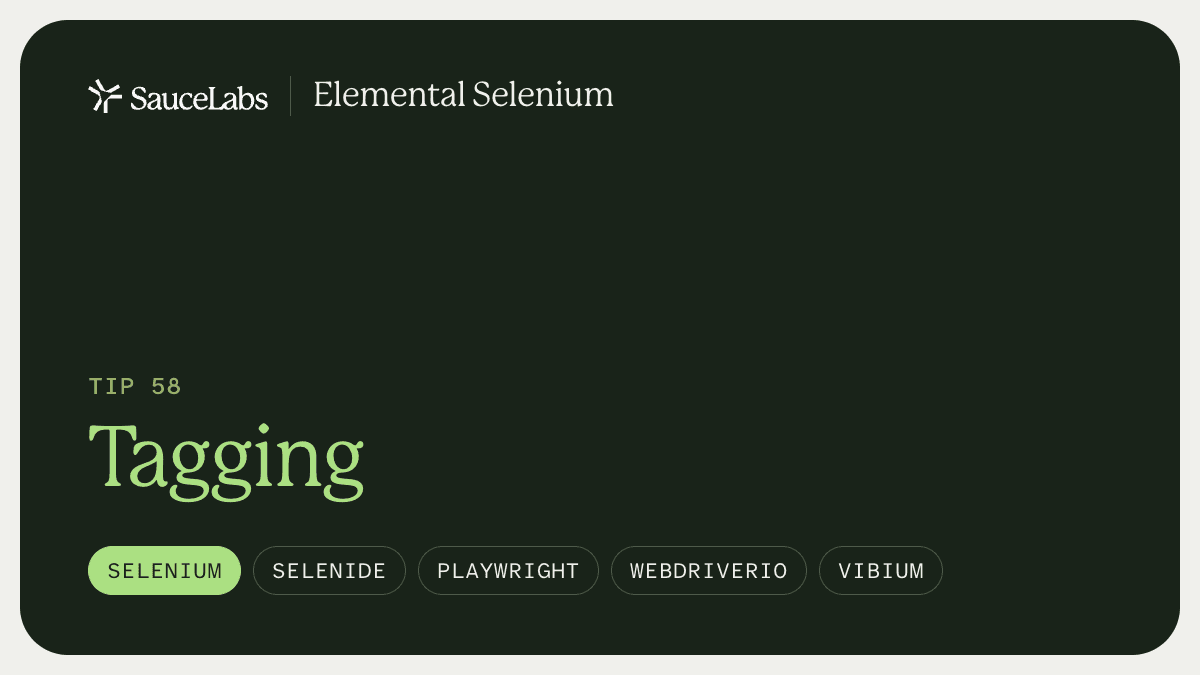 SauceLabs | Elemental Selenium
TIP 58
Tagging
SELENIUM SELENIDE PLAYWRIGHT WEBDRIVERIO VIBIUM